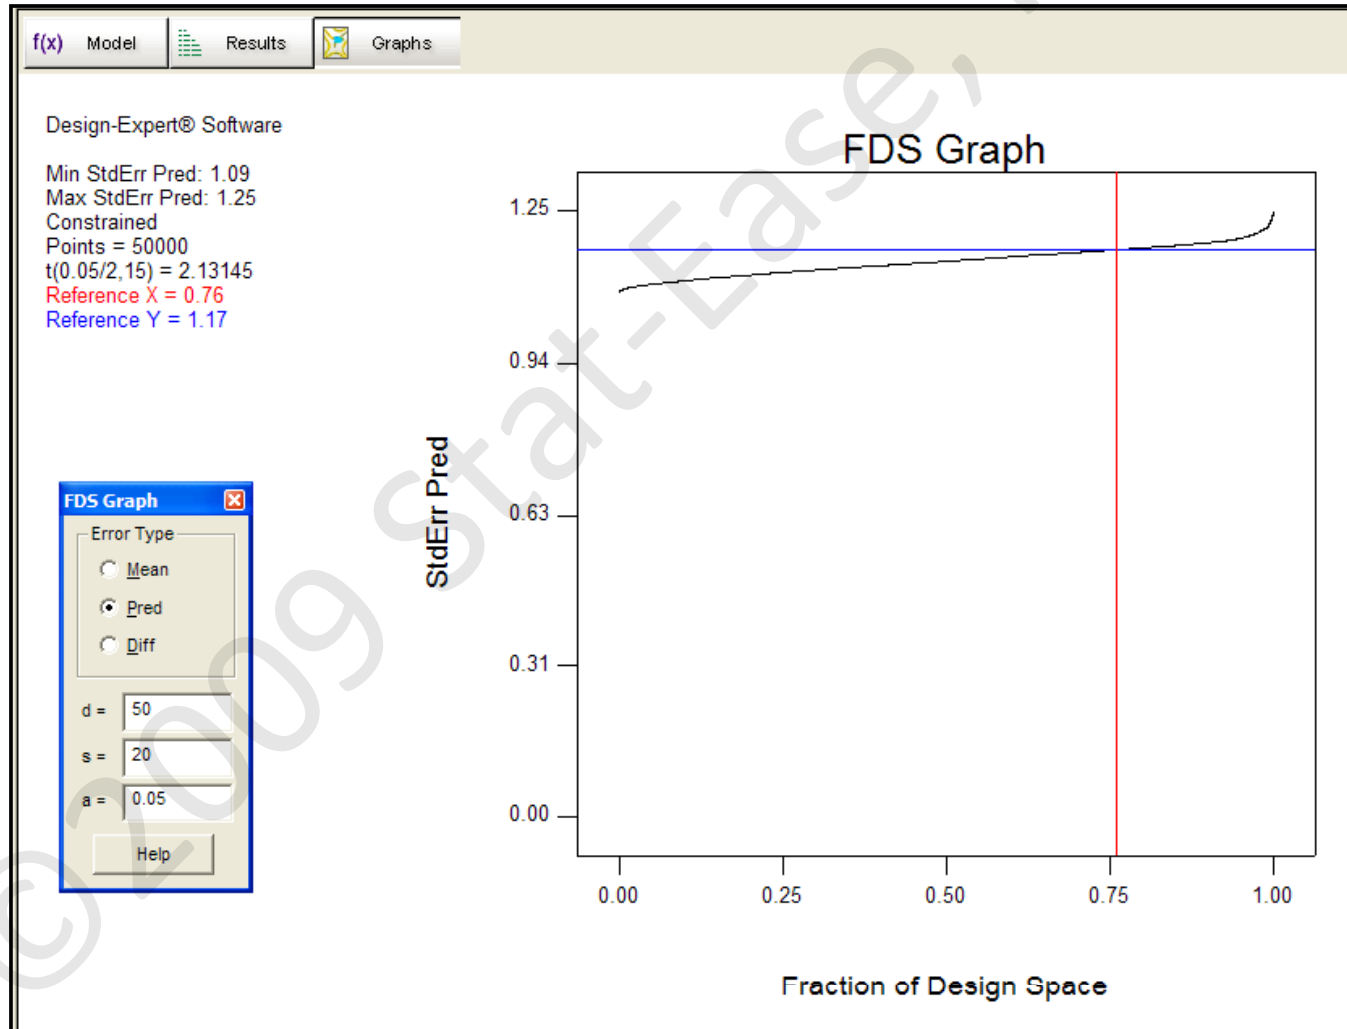 f(x) Model Results Graphs
Design-Expert® Software
Min StdErr Pred: 1.09
Max StdErr Pred: 1.25
Constrained
Points = 50000
t(0.05/2,15) = 2.13145
Reference X = 0.76
Reference Y = 1.17
FDS Graph
Error Type
Mean
Pred
Diff
d = 50
s = 20
a = 0.05
Help
FDS Graph
StdErr Pred
1.25
0.94
0.63
0.31
0.00
0.00 0.25 0.50 0.75 1.00
Fraction of Design Space
©2009 Stat-Ease,